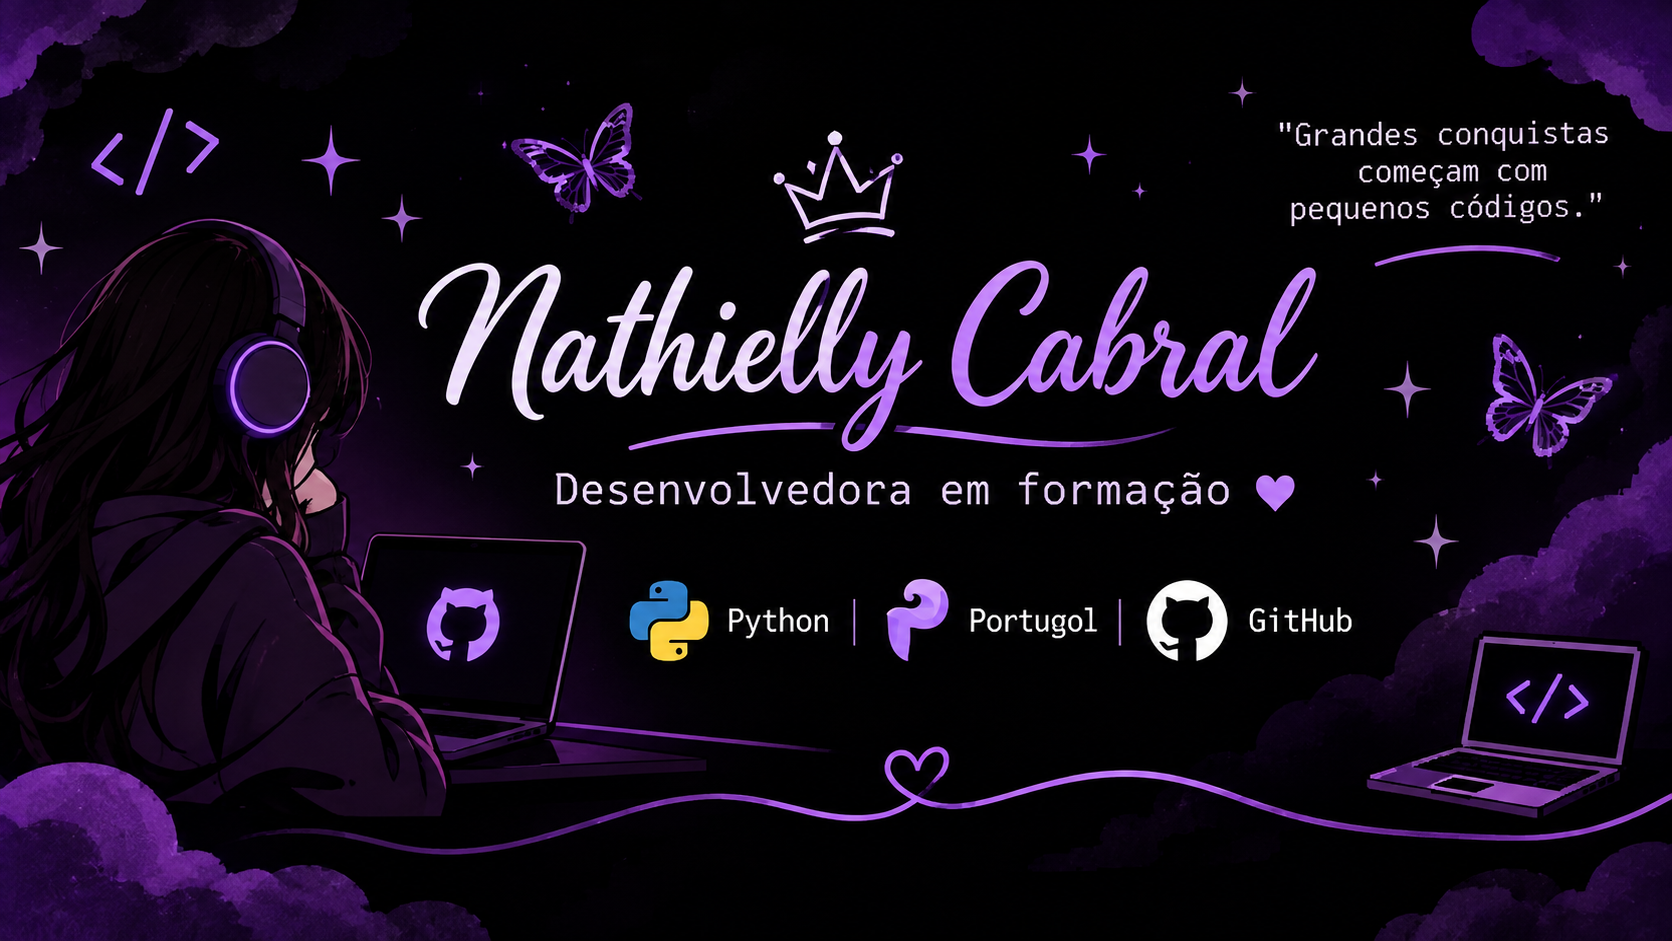 </>
"Grandes conquistas
começam com
pequenos códigos."
Nathielly Cabral
Desenvolvedora em formação
Python | Portugol | GitHub
</>